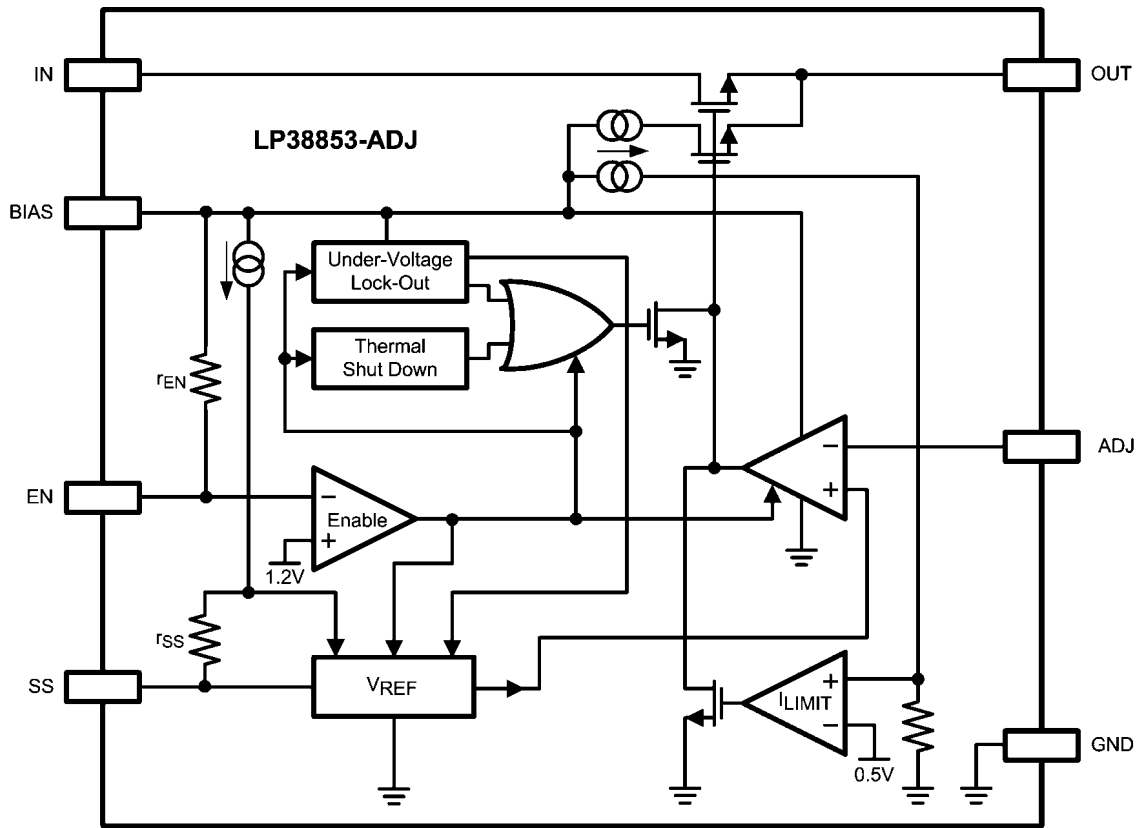 IN
OUT
LP38853-ADJ
BIAS
Under-Voltage
Lock-Out
Thermal
Shut Down
rEN
ADJ
−
EN
−
+
Enable
+
1.2V
rSS
SS
VREF
+
ILIMIT
−
GND
0.5V